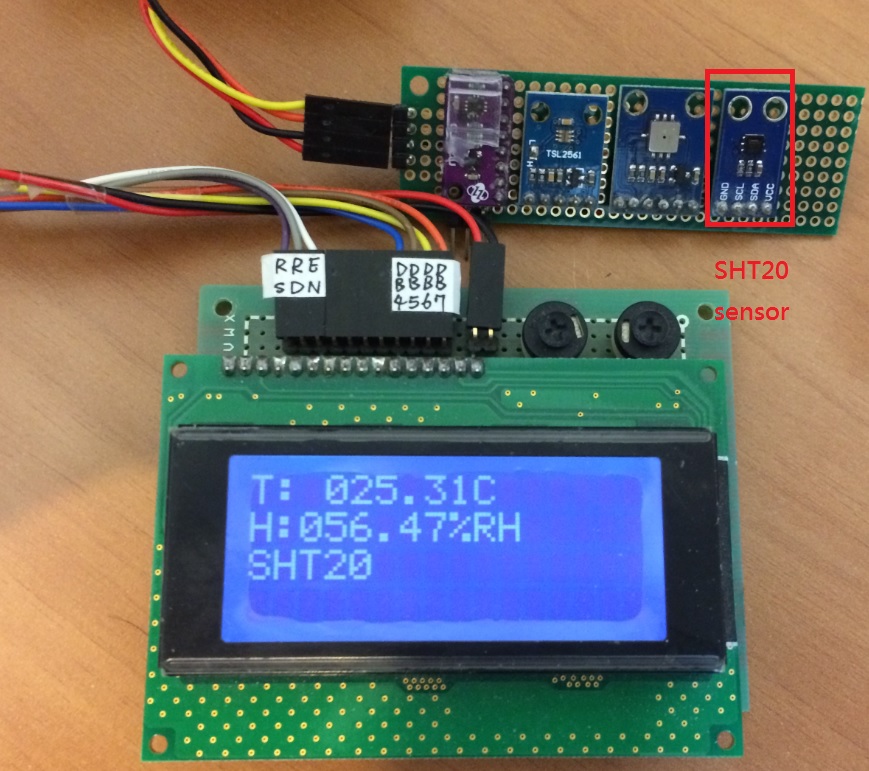 TSL2561
GND
SCL
SDA
VCC
SHT20
sensor
RRE
SDN
DDDD
BBBB
4567
T: 025.31C
H:056.47%RH
SHT20